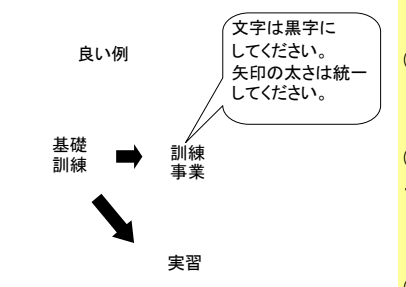 良い例
文字は黒字に
してください。
矢印の太さは統一
してください。
基礎
訓練
訓練
事業
実習